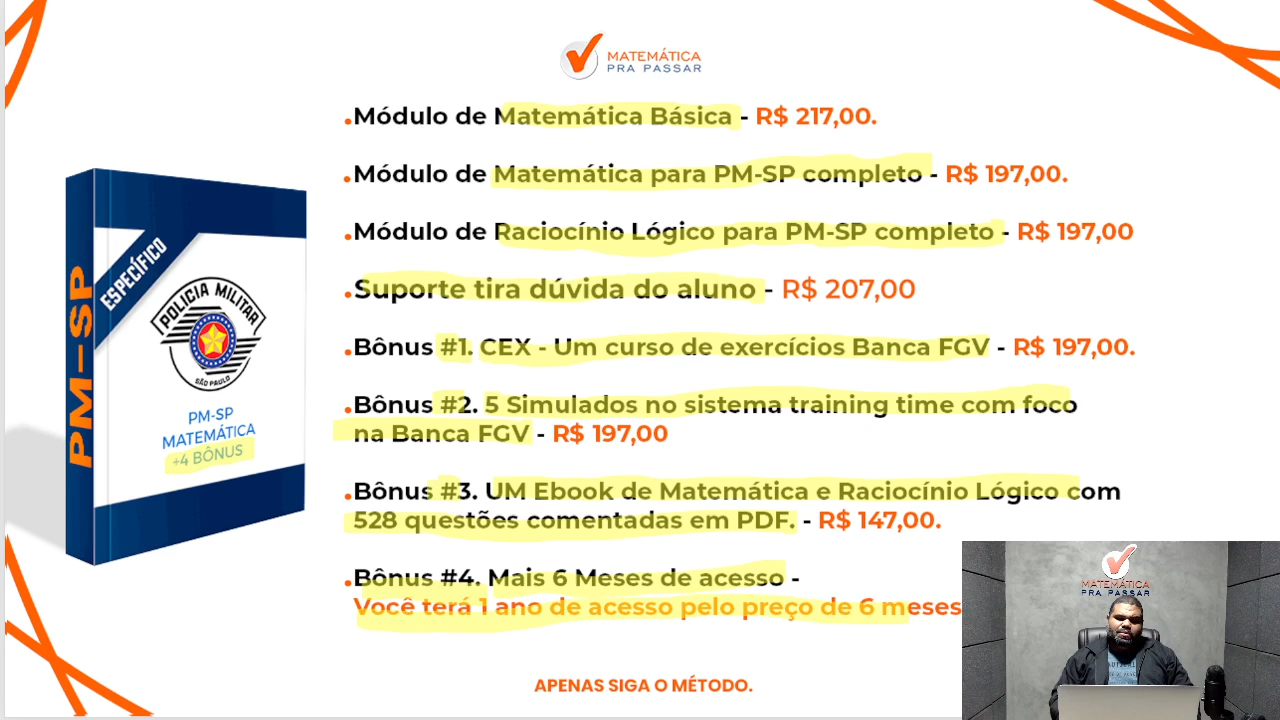 MATEMÁTICA
PRA PASSAR
.Módulo de Matemática Básica - R$ 217,00.
.Módulo de Matemática para PM-SP completo - R$ 197,00.
.Módulo de Raciocínio Lógico para PM-SP completo - R$ 197,00
.Suporte tira dúvida do aluno - R$ 207,00
.Bônus #1. CEX - Um curso de exercícios Banca FGV - R$ 197,00.
.Bônus #2. 5 Simulados no sistema training time com foco
na Banca FGV - R$ 197,00
.Bônus #3. UM Ebook de Matemática e Raciocínio Lógico com
528 questões comentadas em PDF. - R$ 147,00.
.Bônus #4. Mais 6 Meses de acesso -
Você terá 1 ano de acesso pelo preço de 6 meses
APENAS SIGA O MÉTODO.
PM-SP
ESPECÍFICO
POLICIA MILITAR
SÃO PAULO
PM-SP
MATEMÁTICA
+4 BÔNUS
MATEMÁTICA
PRA PASSAR